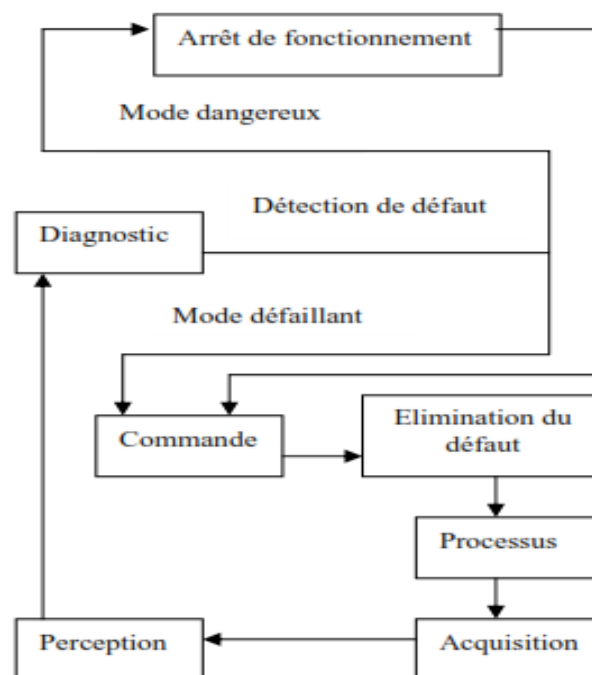 Arrêt de fonctionnement
Mode dangereux
Détection de défaut
Diagnostic
Mode défaillant
Commande
Elimination du
défaut
Processus
Perception
Acquisition